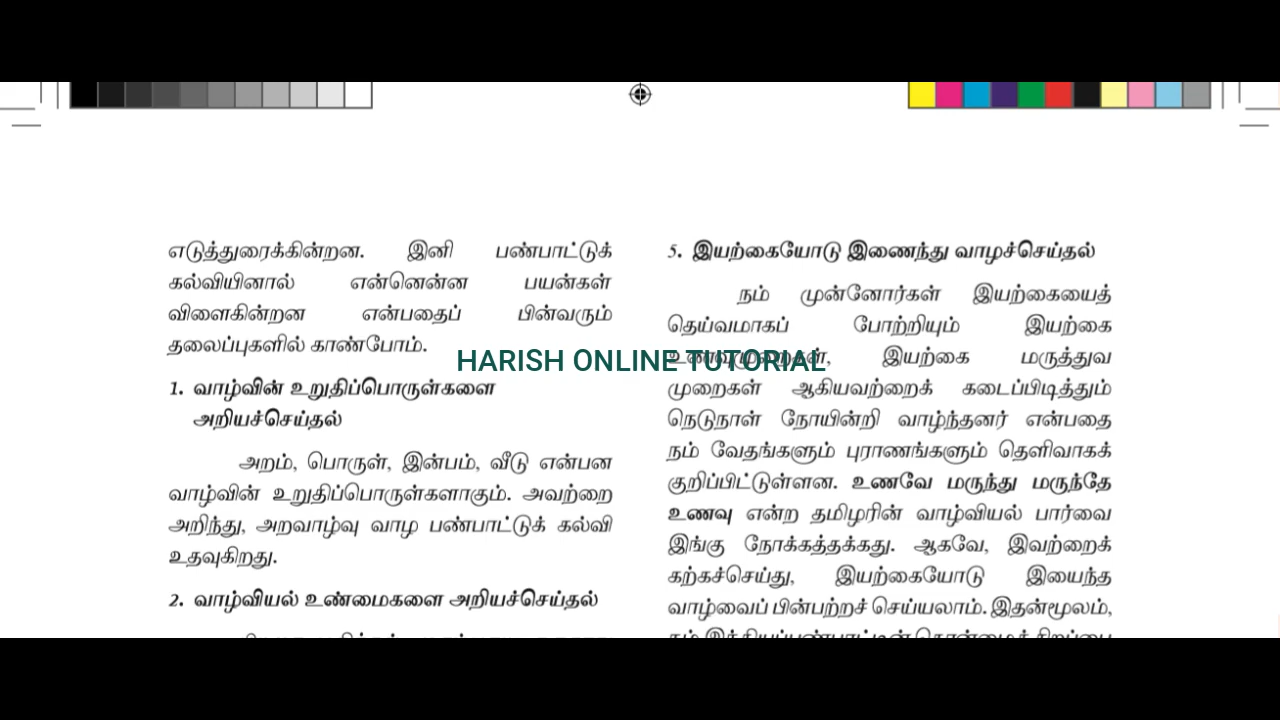 எடுத்துரைக்கின்றன. இனி பண்பாட்டுக்
கல்வியினால் என்னென்ன பயன்கள்
விளைகின்றன என்பதைப் பின்வரும்
தலைப்புகளில் காண்போம்.
1. வாழ்வின் உறுதிப்பொருள்களை
அறியச்செய்தல்
அறம், பொருள், இன்பம், வீடு என்பன
வாழ்வின் உறுதிப்பொருள்களாகும். அவற்றை
அறிந்து, அறவாழ்வு வாழ பண்பாட்டுக் கல்வி
உதவுகிறது.
2. வாழ்வியல் உண்மைகளை அறியச்செய்தல்
5. இயற்கையோடு இணைந்து வாழச்செய்தல்
நம் முன்னோர்கள் இயற்கையைத்
தெய்வமாகப் போற்றியும் இயற்கை
உணவுமுறைகள், இயற்கை மருத்துவ
முறைகள் ஆகியவற்றைக் கடைப்பிடித்தும்
நெடுநாள் நோயின்றி வாழ்ந்தனர் என்பதை
நம் வேதங்களும் புராணங்களும் தெளிவாகக்
குறிப்பிட்டுள்ளன. உணவே மருந்து மருந்தே
உணவு என்ற தமிழரின் வாழ்வியல் பார்வை
இங்கு நோக்கத்தக்கது. ஆகவே, இவற்றைக்
கற்கச்செய்து, இயற்கையோடு இயைந்த
வாழ்வைப் பின்பற்றச் செய்யலாம். இதன்மூலம்,
HARISH ONLINE TUTORIAL